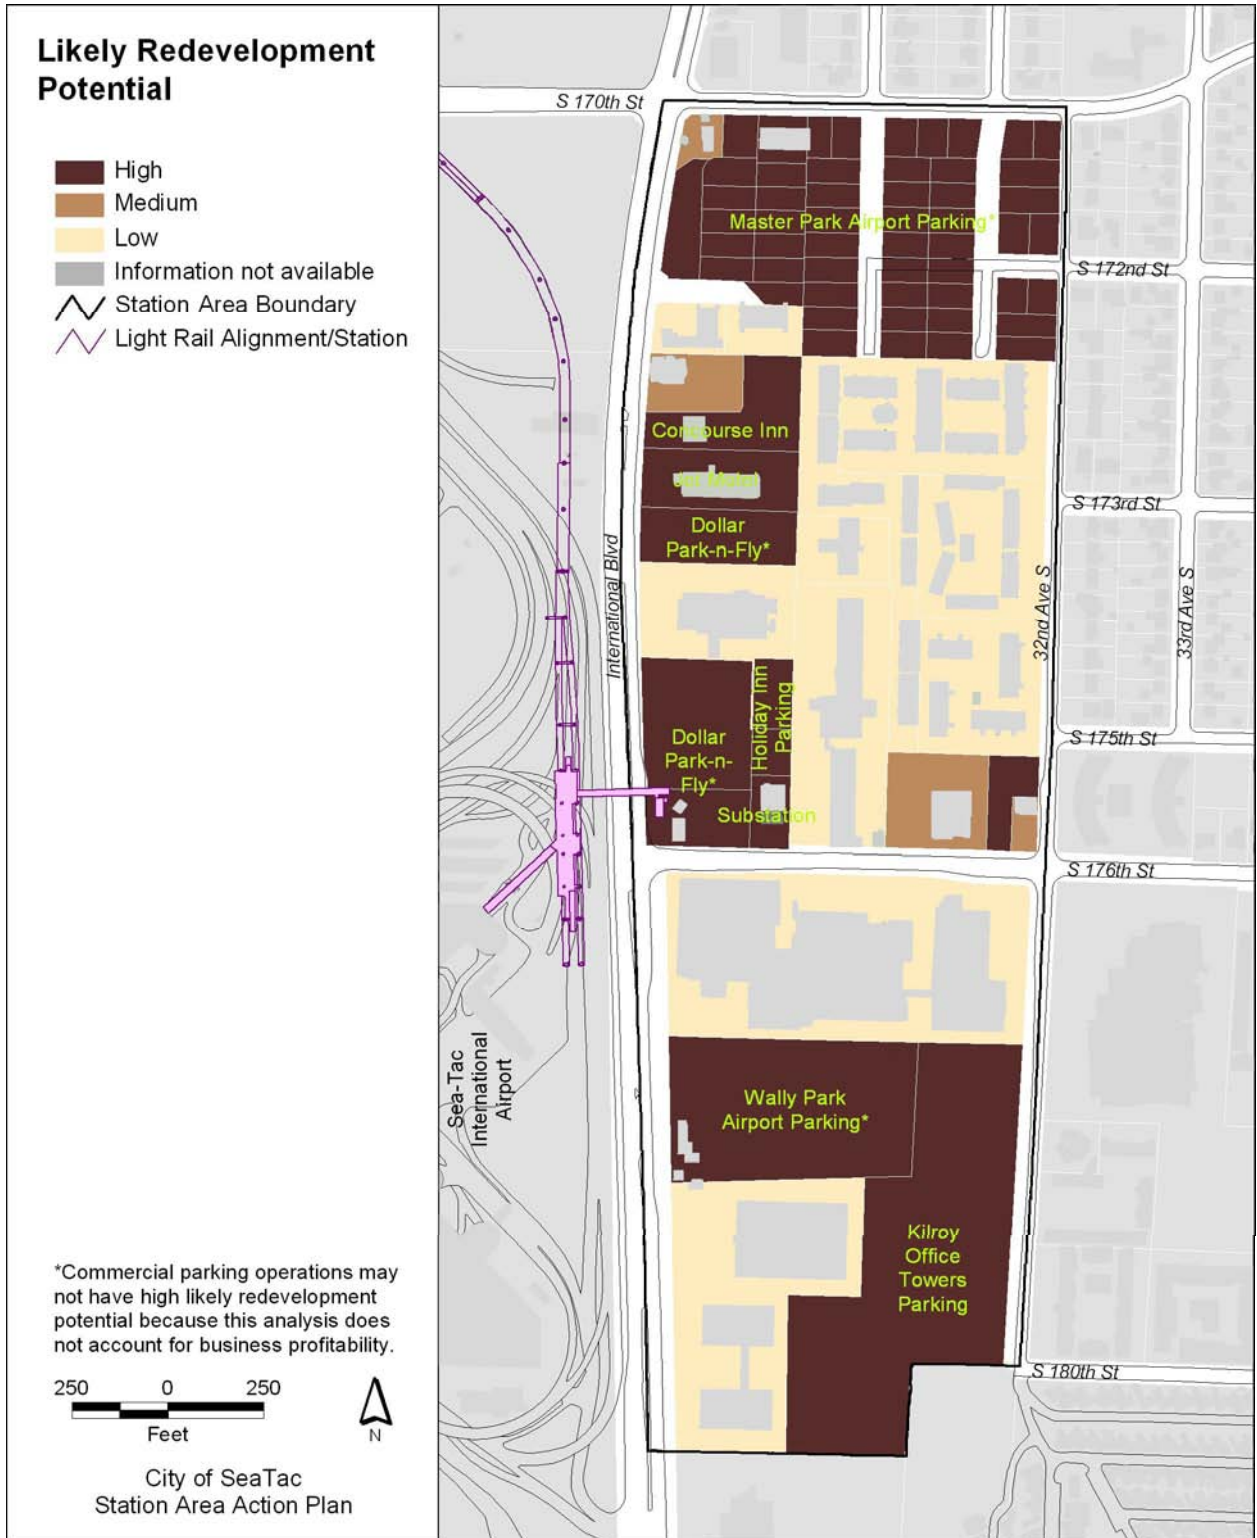 Likely Redevelopment
Potential
High
Medium
Low
Information not available
Station Area Boundary
Light Rail Alignment/Station
*Commercial parking operations may
not have high likely redevelopment
potential because this analysis does
not account for business profitability.
250 0 250
Feet
N
City of SeaTac
Station Area Action Plan
S 170th St
Master Park Airport Parking*
S 172nd St
Concourse Inn
Jet Motel
S 173rd St
Dollar
Park-n-Fly*
International Blvd
32nd Ave S
33rd Ave S
Holiday Inn
Parking
Dollar
Park-n-
Fly*
S 175th St
Substation
S 176th St
Sea-Tac
International
Airport
Wally Park
Airport Parking*
Kilroy
Office
Towers
Parking
S 180th St